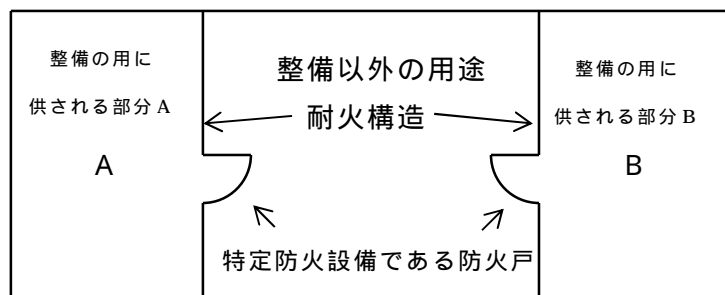 整備の用に
供される部分A
A
整備以外の用途
耐火構造
整備の用に
供される部分B
B
特定防火設備である防火戸